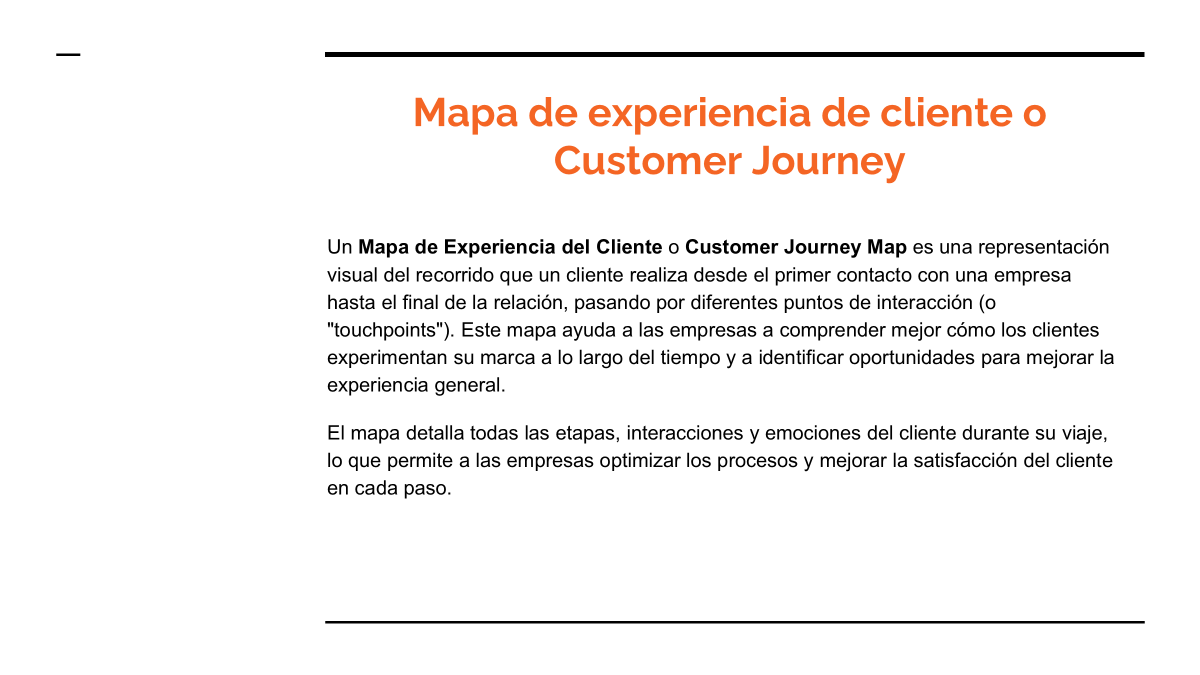 Mapa de experiencia de cliente o
Customer Journey
Un Mapa de Experiencia del Cliente o Customer Journey Map es una representación
visual del recorrido que un cliente realiza desde el primer contacto con una empresa
hasta el final de la relación, pasando por diferentes puntos de interacción (o
"touchpoints"). Este mapa ayuda a las empresas a comprender mejor cómo los clientes
experimentan su marca a lo largo del tiempo y a identificar oportunidades para mejorar la
experiencia general.
El mapa detalla todas las etapas, interacciones y emociones del cliente durante su viaje,
lo que permite a las empresas optimizar los procesos y mejorar la satisfacción del cliente
en cada paso.